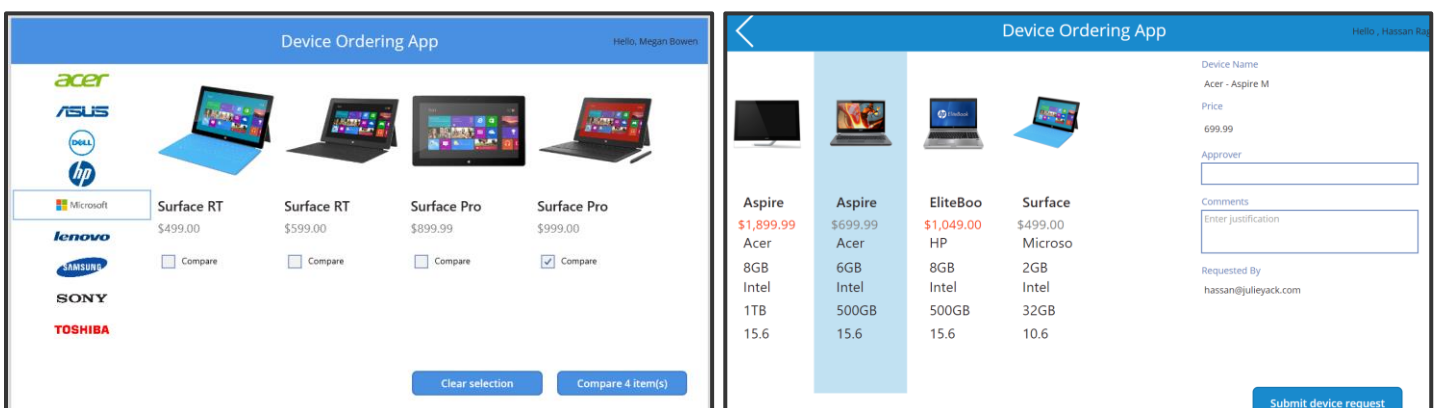 Device Ordering App
Hello, Megan Bowen
acer
ASUS
DELL
hp
Microsoft
lenovo
SAMSUNG
SONY
TOSHIBA
Surface RT
Surface RT
Surface Pro
Surface Pro
$499.00
$599.00
$899.99
$999.00
Compare
Compare
Compare
Compare
Clear selection
Compare 4 item(s)
Device Ordering App
Hello , Hassan Raj
Aspire
Aspire
EliteBoo
Surface
$1,899.99
$699.99
$1,049.00
$499.00
Acer
Acer
HP
Microso
8GB
6GB
8GB
2GB
Intel
Intel
Intel
Intel
1TB
500GB
500GB
32GB
15.6
15.6
15.6
10.6
Device Name
Acer - Aspire M
Price
699.99
Approver
Comments
Enter justification
Requested By
hassan@julieyack.com
Submit device request